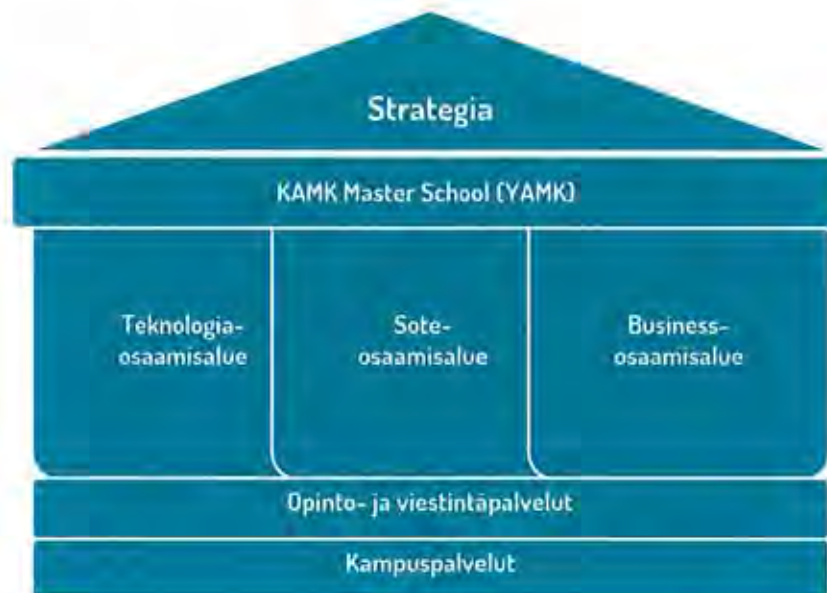 Strategia
KAMK Master School (YAMK)
Teknologia-
osaamisalue
Sote-
osaamisalue
Business-
osaamisalue
Opinto- ja viestintäpalvelut
Kampuspalvelut